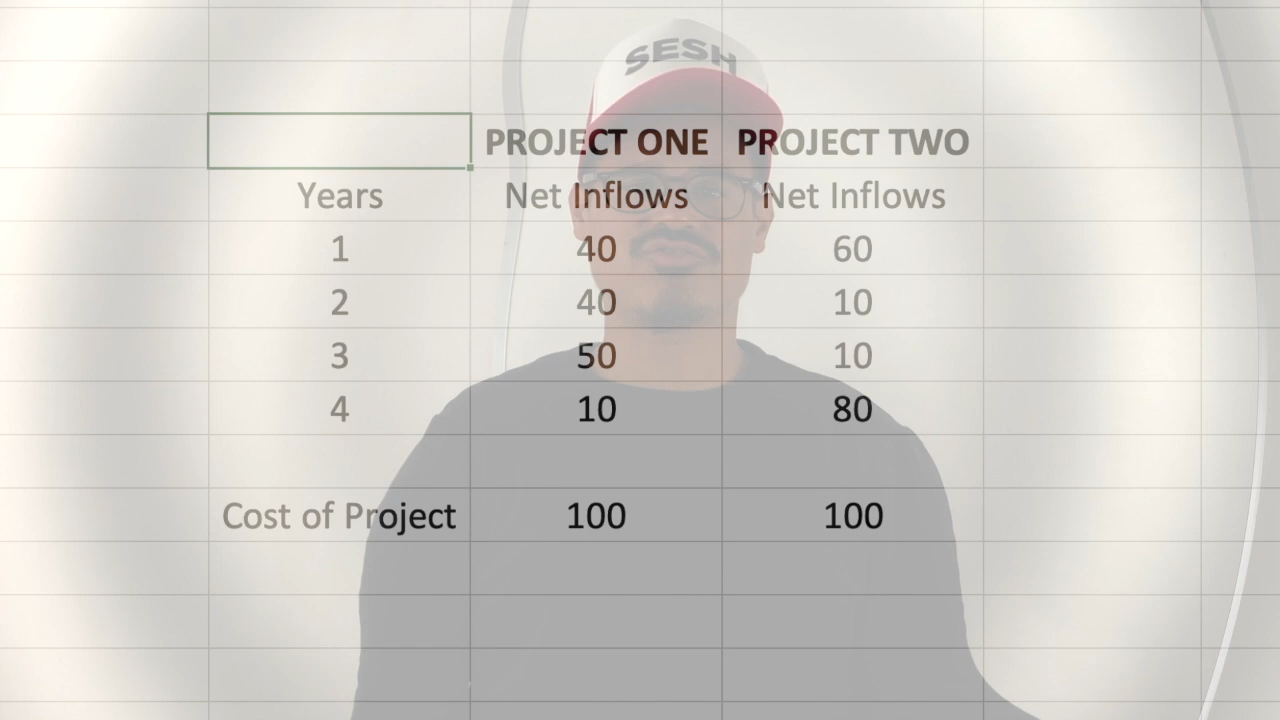 SESH
PROJECT ONE PROJECT TWO
Years Net Inflows Net Inflows
1 40 60
2 40 10
3 50 10
4 10 80
Cost of Project 100 100